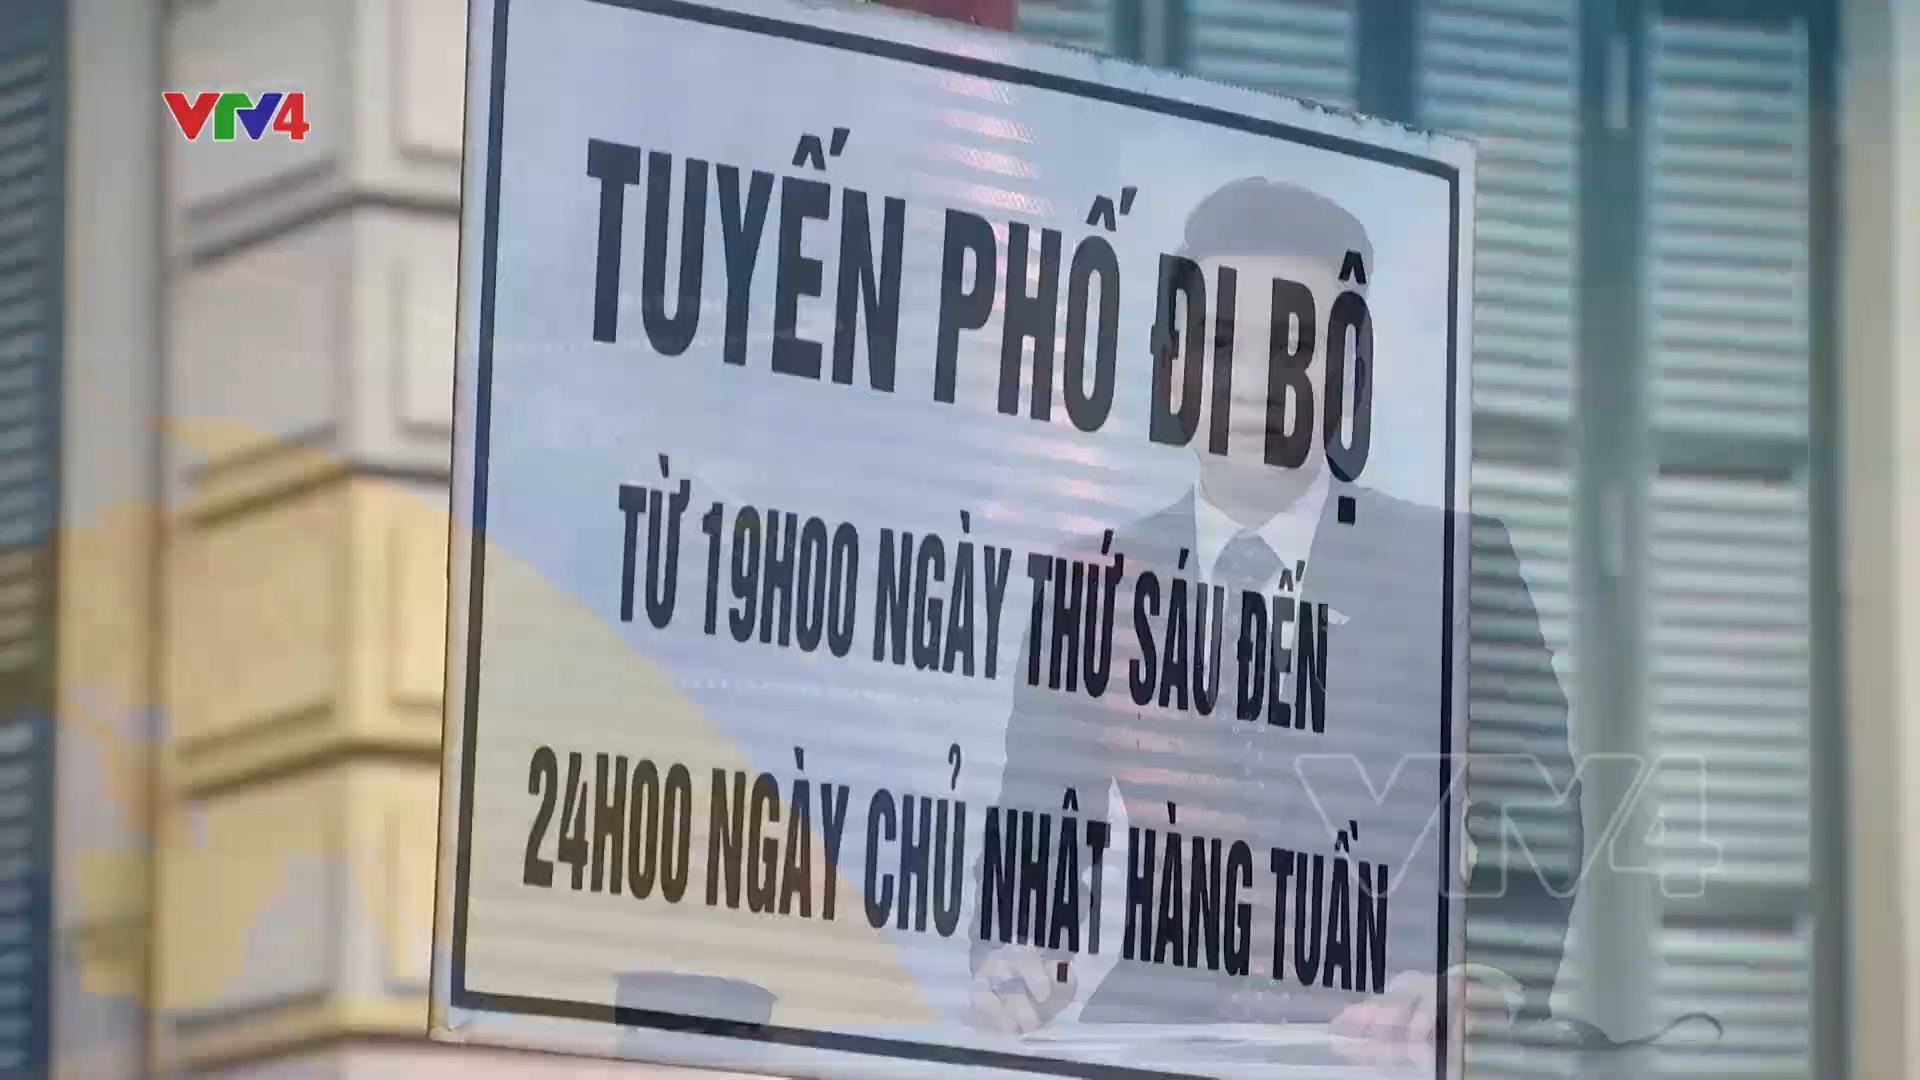 VTV4
TUYẾN PHỐ ĐI BỘ
TỪ 19H00 NGÀY THỨ SÁU ĐẾN
24H00 NGÀY CHỦ NHẬT HÀNG TUẦN
VTV4